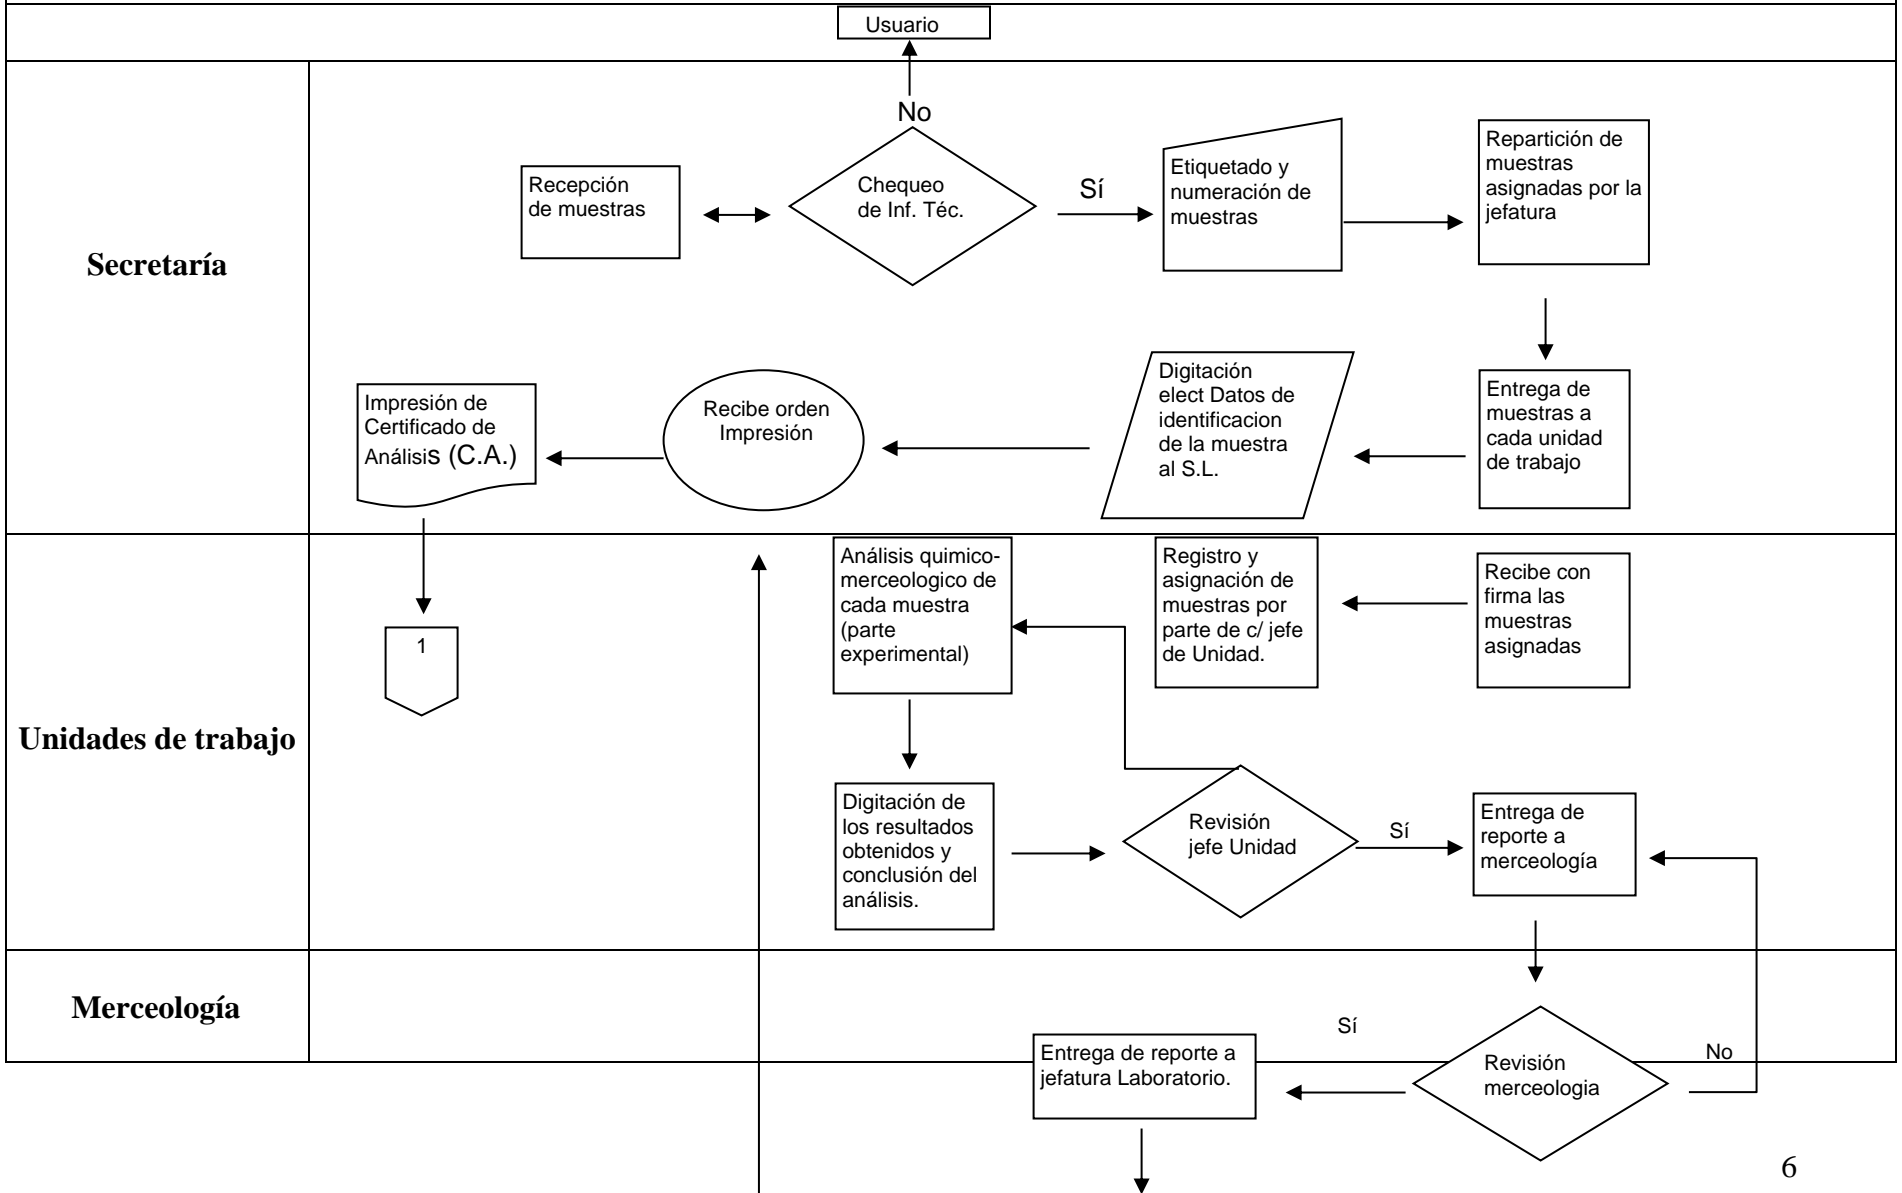 Usuario
Secretaría
No
Recepción
de muestras
Chequeo
de Inf. Téc.
Sí
Etiquetado y
numeración de
muestras
Repartición de
muestras
asignadas por la
jefatura
Impresión de
Certificado de
Análisis (C.A.)
Recibe orden
Impresión
Digitación
elect Datos de
identificacion
de la muestra
al S.L.
Entrega de
muestras a
cada unidad
de trabajo
Unidades de trabajo
1
Análisis quimico-
merceologico de
cada muestra
(parte
experimental)
Registro y
asignación de
muestras por
parte de c/ jefe
de Unidad.
Recibe con
firma las
muestras
asignadas
Digitación de
los resultados
obtenidos y
conclusión del
análisis.
Revisión
jefe Unidad
Sí
Entrega de
reporte a
merceología
Merceología
Entrega de reporte a
jefatura Laboratorio.
Sí
Revisión
merceologia
No
6